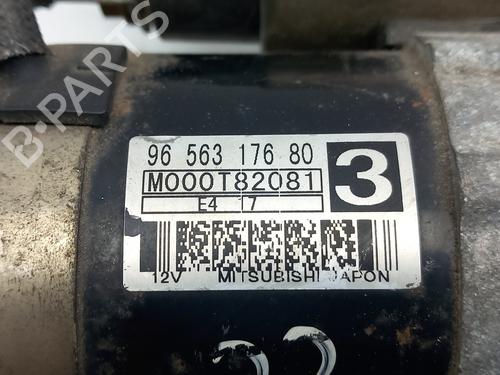 B-PARTS
96 563 176 80
3
M000T82081
E4 17
12V MITSUBISHI JAPON